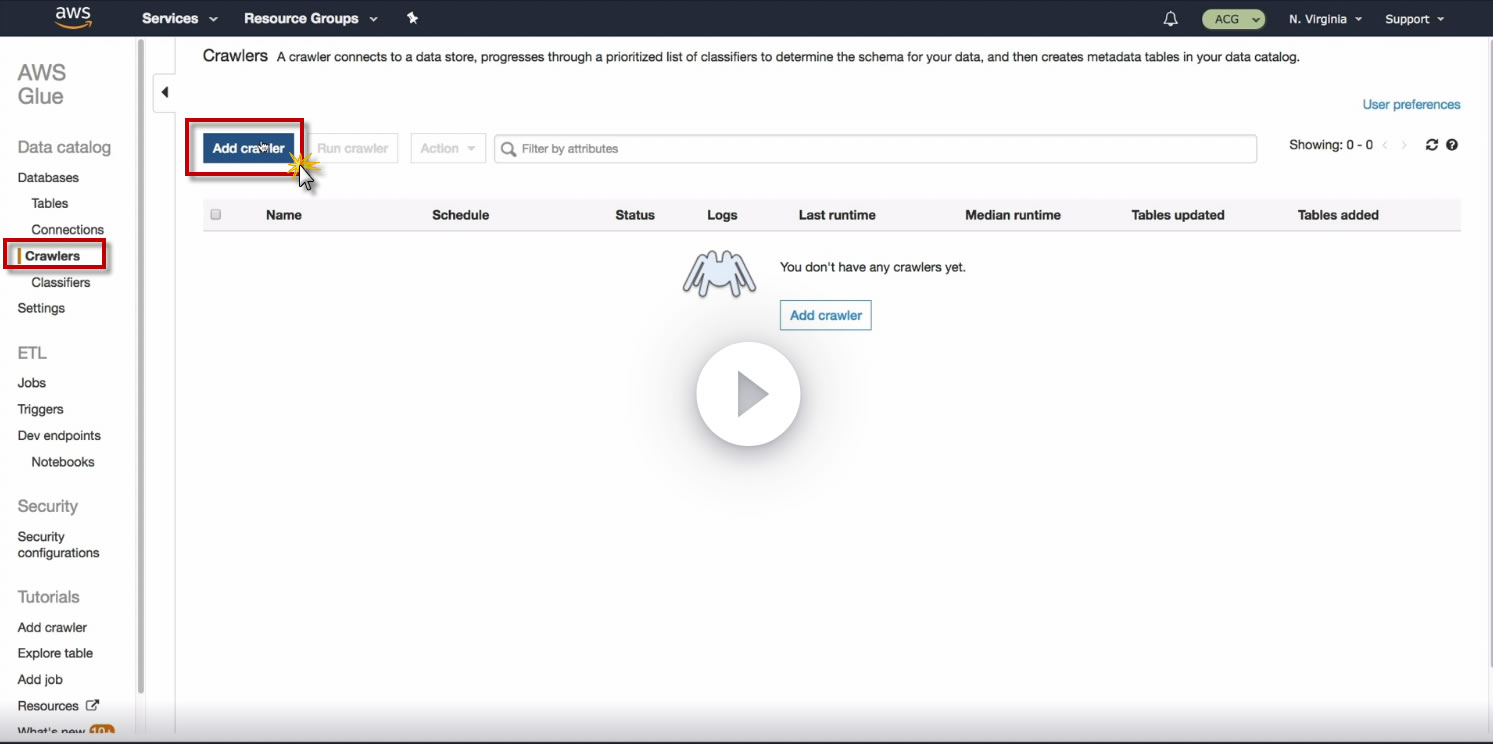 aws
Services
Resource Groups
ACG
N. Virginia
Support
AWS
Glue
Data catalog
Databases
Tables
Connections
Crawlers
Classifiers
Settings
ETL
Jobs
Triggers
Dev endpoints
Notebooks
Security
Security
configurations
Tutorials
Add crawler
Explore table
Add job
Resources
What's new 10+
Crawlers A crawler connects to a data store, progresses through a prioritized list of classifiers to determine the schema for your data, and then creates metadata tables in your data catalog.
User preferences
Add crawler Run crawler Action Filter by attributes Showing: 0 - 0
Name Schedule Status Logs Last runtime Median runtime Tables updated Tables added
You don't have any crawlers yet.
Add crawler